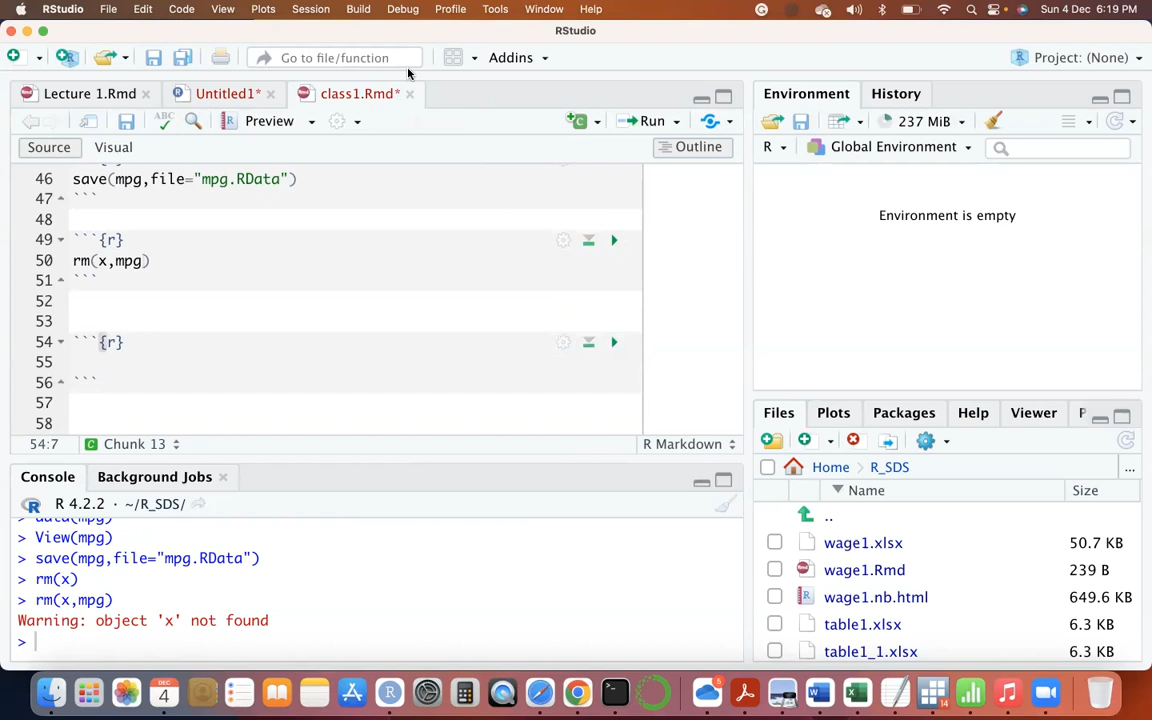 RStudio File Edit Code View Plots Session Build Debug Profile Tools Window Help Sun 4 Dec 6:19 PM
RStudio
Go to file/function Addins Project: (None)
Lecture 1.Rmd Untitled1* class1.Rmd*
ABC Preview Run
Source Visual Outline
46 save(mpg,file="mpg.RData")
47 ```
48
49 ```{r}
50 rm(x,mpg)
51 ```
52
53
54 ```{r}
55
56 ```
57
58
54:7 Chunk 13 R Markdown
Console Background Jobs
R 4.2.2 · ~/R_SDS/
> data(mpg)
> View(mpg)
> save(mpg,file="mpg.RData")
> rm(x)
> rm(x,mpg)
Warning: object 'x' not found
>
Environment History
237 MiB
R Global Environment
Environment is empty
Files Plots Packages Help Viewer P
Home R_SDS ...
Name Size
..
wage1.xlsx 50.7 KB
wage1.Rmd 239 B
wage1.nb.html 649.6 KB
table1.xlsx 6.3 KB
table1_1.xlsx 6.3 KB